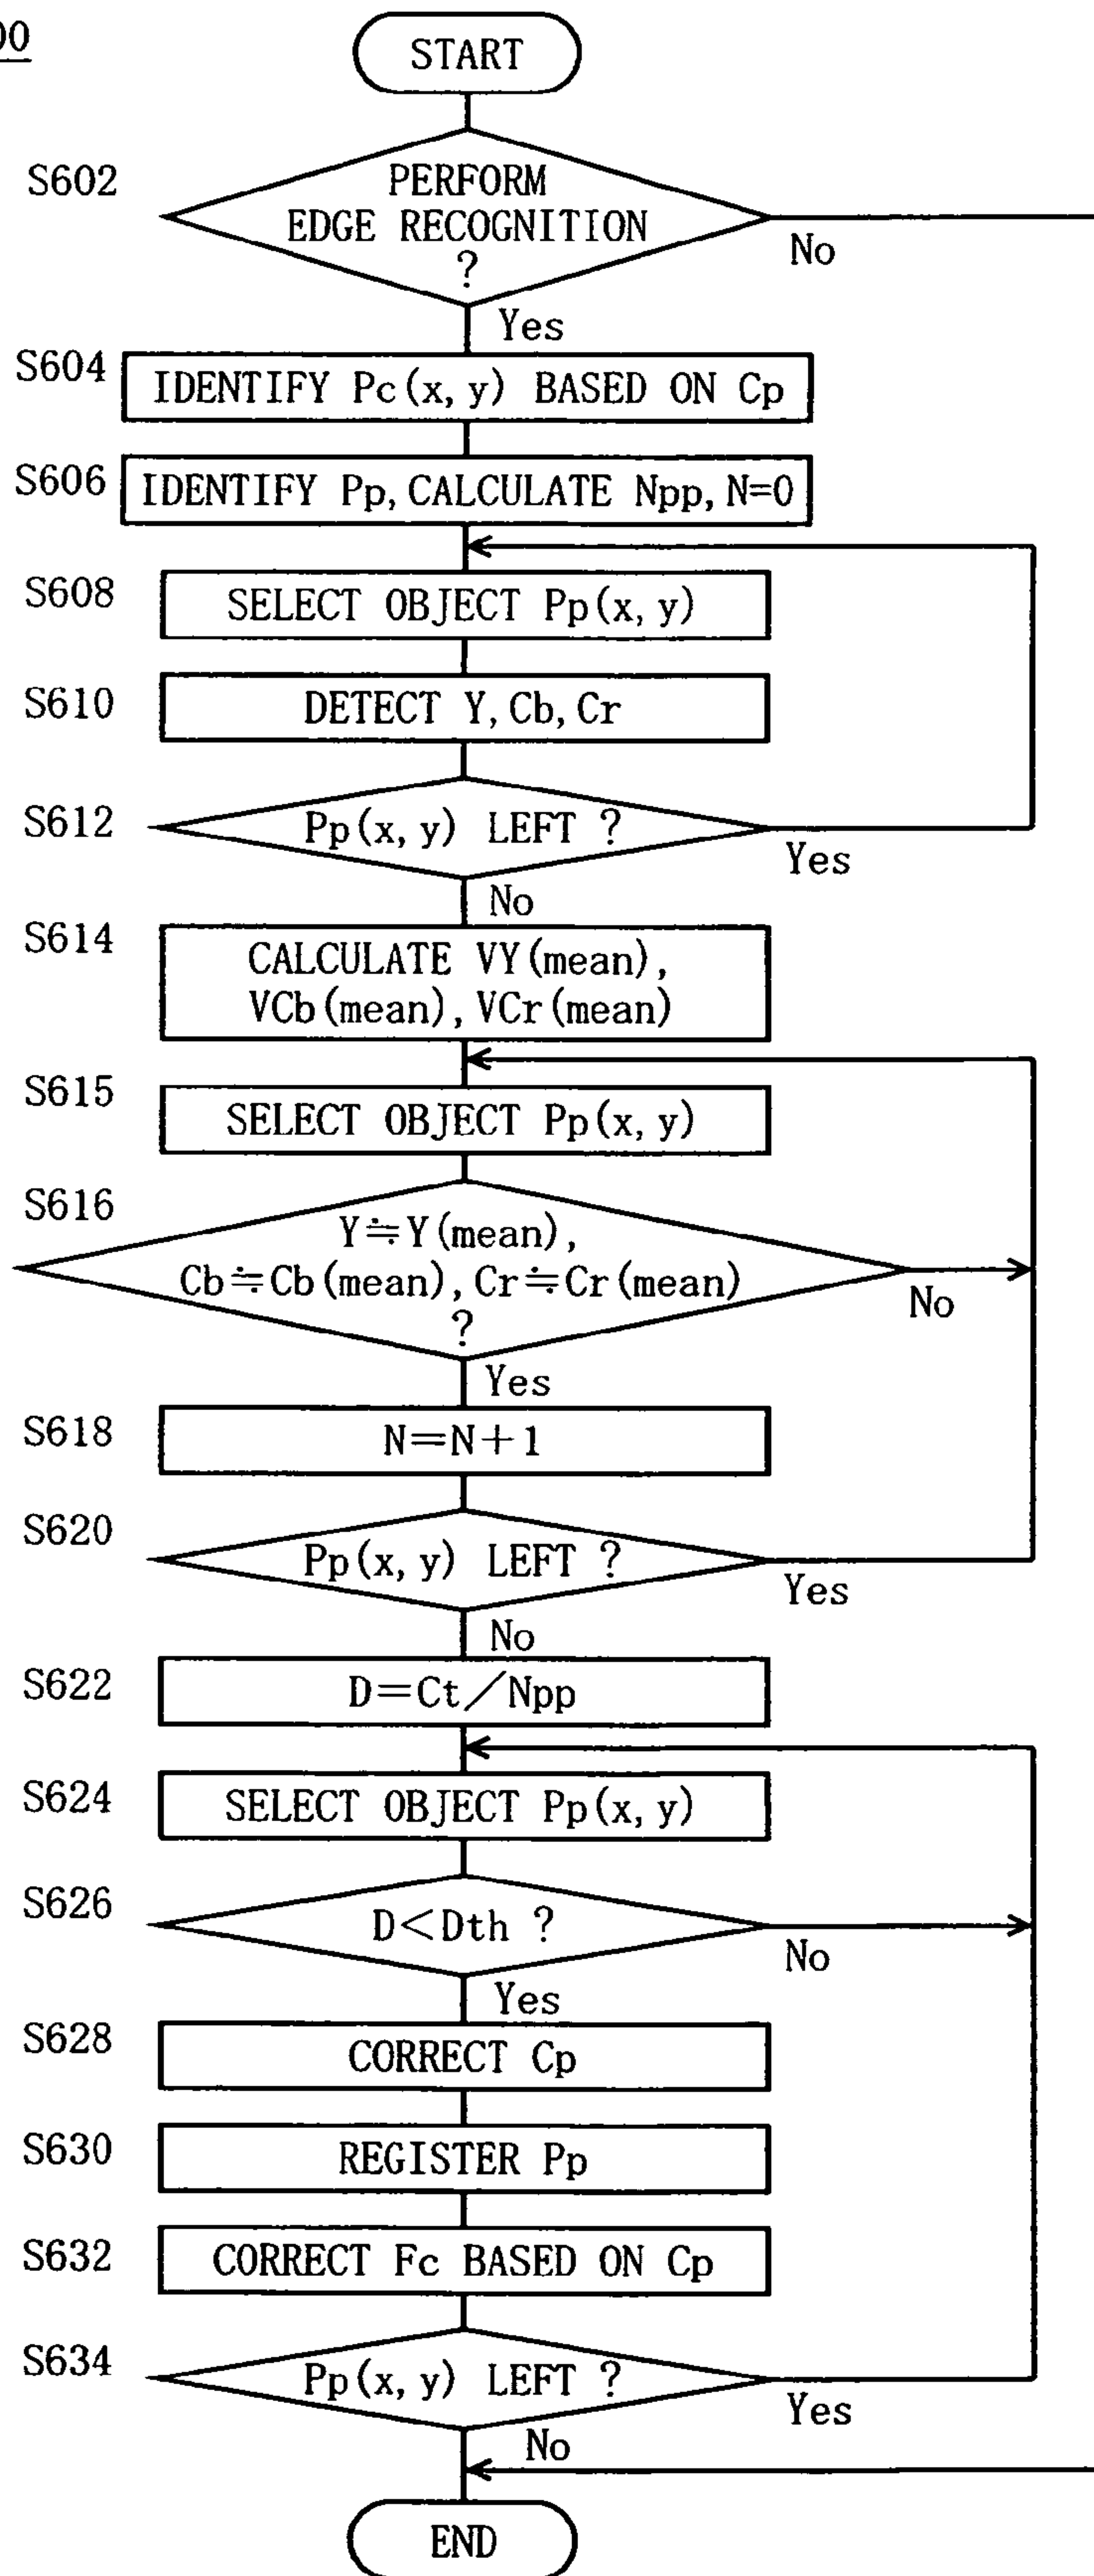 00
START
S602
PERFORM
EDGE RECOGNITION
?
No
Yes
S604
IDENTIFY Pc(x, y) BASED ON Cp
S606
IDENTIFY Pp, CALCULATE Npp, N=0
S608
SELECT OBJECT Pp(x, y)
S610
DETECT Y, Cb, Cr
S612
Pp(x, y) LEFT ?
Yes
No
S614
CALCULATE VY(mean),
VCb(mean), VCr(mean)
S615
SELECT OBJECT Pp(x, y)
S616
Y≒Y(mean),
Cb≒Cb(mean), Cr≒Cr(mean)
?
No
Yes
S618
N=N+1
S620
Pp(x, y) LEFT ?
Yes
No
S622
D=Ct/Npp
S624
SELECT OBJECT Pp(x, y)
S626
D<Dth ?
No
Yes
S628
CORRECT Cp
S630
REGISTER Pp
S632
CORRECT Fc BASED ON Cp
S634
Pp(x, y) LEFT ?
Yes
No
END